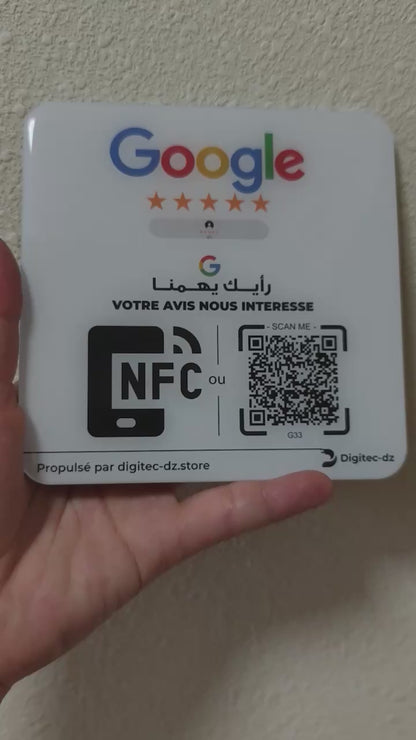 Google
رأيك يهمنا
VOTRE AVIS NOUS INTERESSE
NFC
ou
- SCAN ME -
G33
Propulsé par digitec-dz.store
Digitec-dz